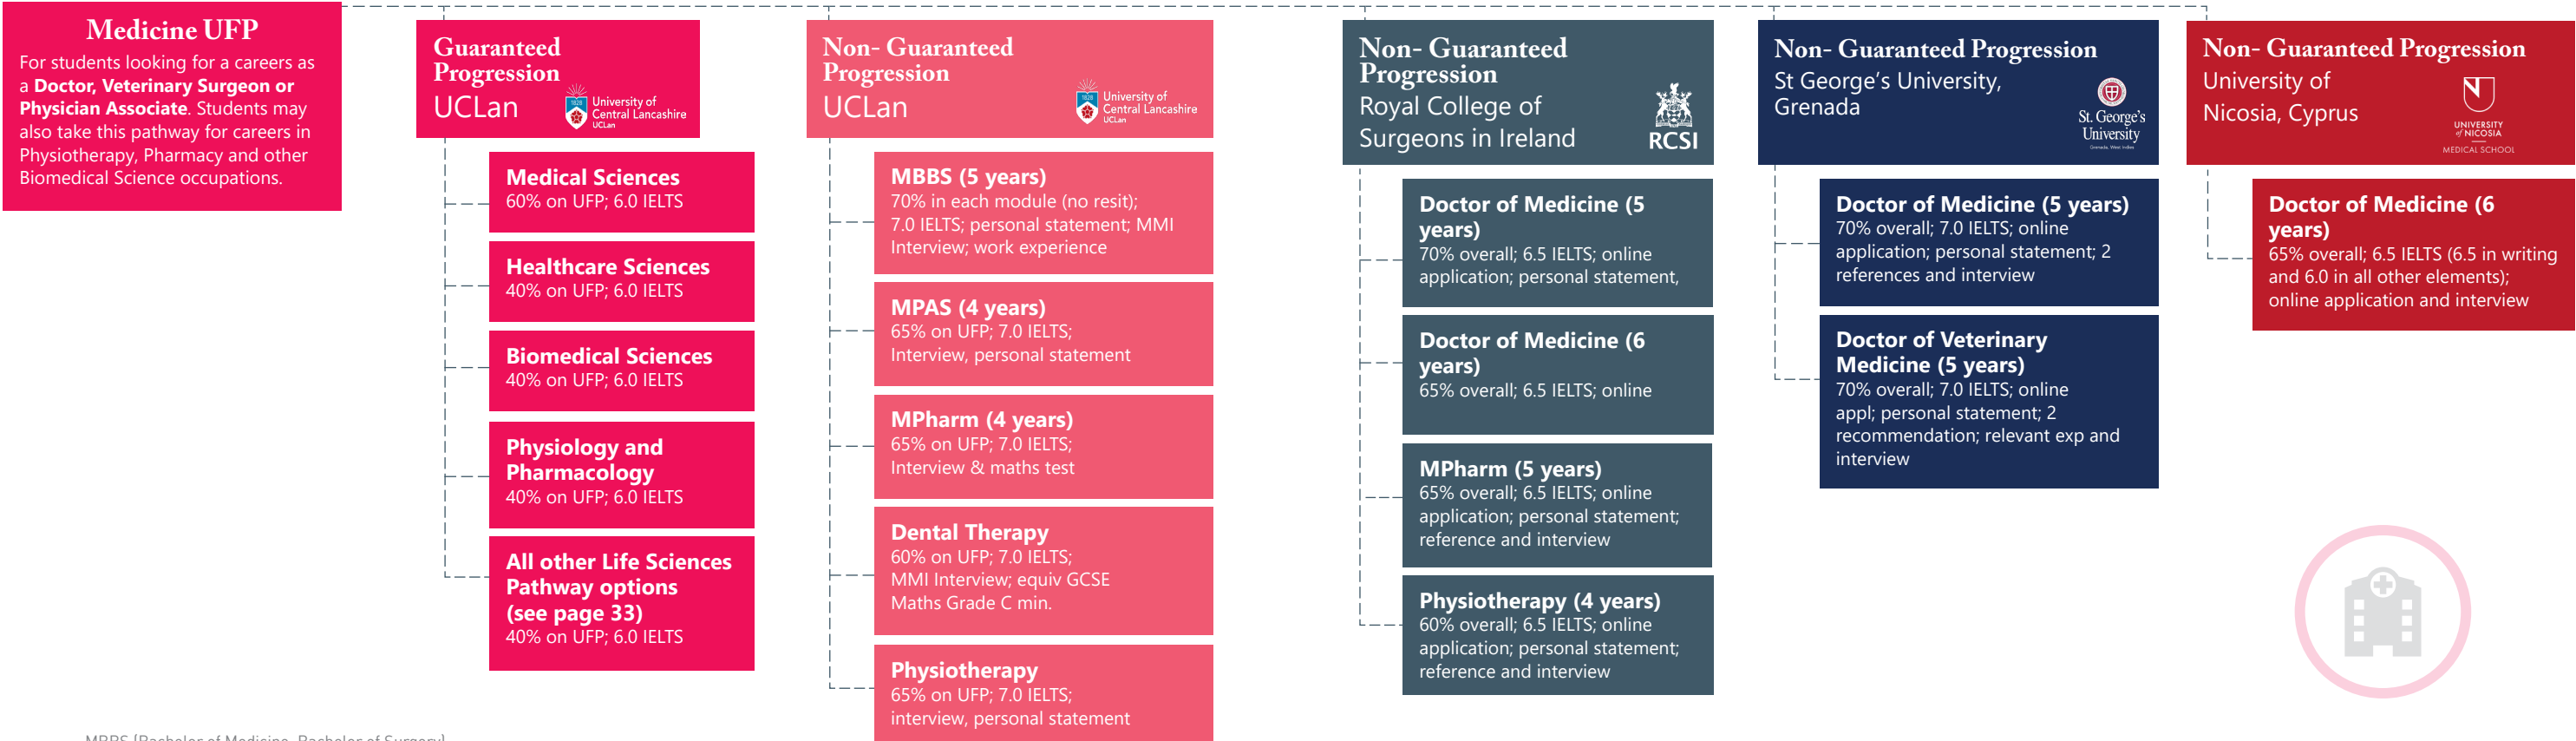 Medicine UFP
For students looking for a careers as
a Doctor, Veterinary Surgeon or
Physician Associate. Students may
also take this pathway for careers in
Physiotherapy, Pharmacy and other
Biomedical Science occupations.
Guaranteed
Progression
UCLan
1828
University of
Central Lancashire
UCLan
Medical Sciences
60% on UFP; 6.0 IELTS
Healthcare Sciences
40% on UFP; 6.0 IELTS
Biomedical Sciences
40% on UFP; 6.0 IELTS
Physiology and
Pharmacology
40% on UFP; 6.0 IELTS
All other Life Sciences
Pathway options
(see page 33)
40% on UFP; 6.0 IELTS
Non- Guaranteed
Progression
UCLan
1828
University of
Central Lancashire
UCLan
MBBS (5 years)
70% in each module (no resit);
7.0 IELTS; personal statement; MMI
Interview; work experience
MPAS (4 years)
65% on UFP; 7.0 IELTS;
Interview, personal statement
MPharm (4 years)
65% on UFP; 7.0 IELTS;
Interview & maths test
Dental Therapy
60% on UFP; 7.0 IELTS;
MMI Interview; equiv GCSE
Maths Grade C min.
Physiotherapy
65% on UFP; 7.0 IELTS;
interview, personal statement
Non- Guaranteed
Progression
Royal College of
Surgeons in Ireland
RCSI
Doctor of Medicine (5
years)
70% overall; 6.5 IELTS; online
application; personal statement,
Doctor of Medicine (6
years)
65% overall; 6.5 IELTS; online
MPharm (5 years)
65% overall; 6.5 IELTS; online
application; personal statement;
reference and interview
Physiotherapy (4 years)
60% overall; 6.5 IELTS; online
application; personal statement;
reference and interview
Non- Guaranteed Progression
St George's University,
Grenada
St. George's
University
Grenada, West Indies
Doctor of Medicine (5 years)
70% overall; 7.0 IELTS; online
application; personal statement; 2
references and interview
Doctor of Veterinary
Medicine (5 years)
70% overall; 7.0 IELTS; online
appl; personal statement; 2
recommendation; relevant exp and
interview
Non- Guaranteed Progression
University of
Nicosia, Cyprus
UNIVERSITY
of NICOSIA
MEDICAL SCHOOL
Doctor of Medicine (6
years)
65% overall; 6.5 IELTS (6.5 in writing
and 6.0 in all other elements);
online application and interview
MBBS (Bachelor of Medicine, Bachelor of Surgery)